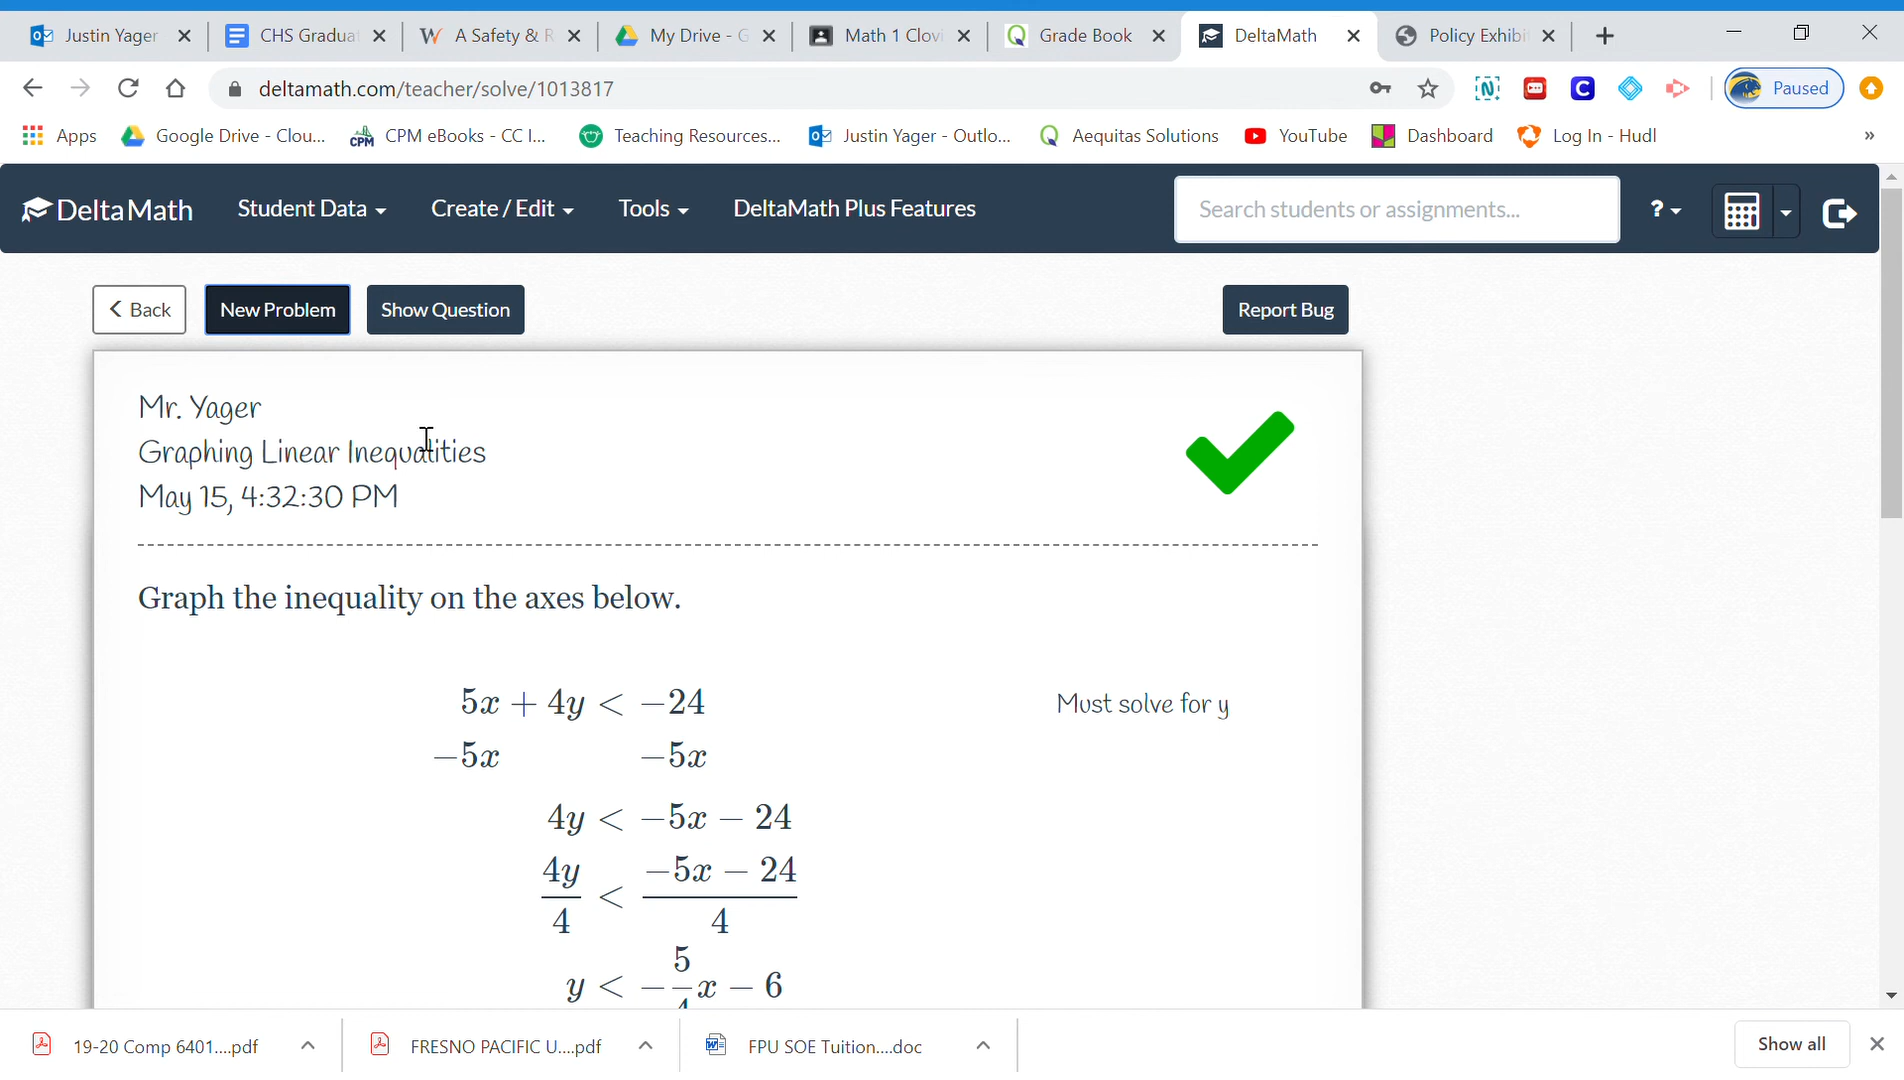 Justin Yager
CHS Graduat
A Safety & R
My Drive - G
Math 1 Clovi
Grade Book
DeltaMath
Policy Exhibi
deltamath.com/teacher/solve/1013817
Paused
Apps
Google Drive - Clou...
CPM eBooks - CC I...
Teaching Resources...
Justin Yager - Outlo...
Aequitas Solutions
YouTube
Dashboard
Log In - Hudl
»
DeltaMath
Student Data
Create / Edit
Tools
DeltaMath Plus Features
Search students or assignments...
?
Back
New Problem
Show Question
Report Bug
Mr. Yager
Graphing Linear Inequalities
May 15, 4:32:30 PM
Graph the inequality on the axes below.
5x + 4y < −24 Must solve for y
−5x −5x
4y < −5x − 24
4y/4 < (−5x − 24)/4
y < −5/4x − 6
19-20 Comp 6401....pdf
FRESNO PACIFIC U....pdf
FPU SOE Tuition....doc
Show all